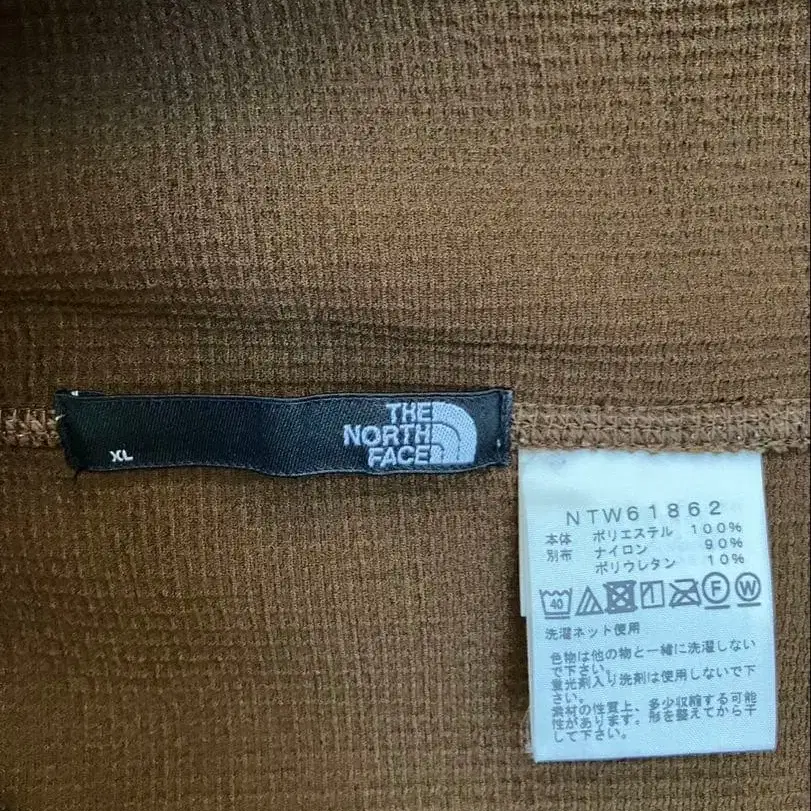 THE
NORTH
FACE
XL
NTW61862
本体 ポリエステル 100%
別布 ナイロン 90%
ポリウレタン 10%
40 F W
洗濯ネット使用
色物は他の物と一緒に洗濯しない
で下さい。
蛍光剤入り洗剤は使用しないで下
さい。
素材の性質上、多少収縮する可能
性があります。形を整えてから干
して下さい。